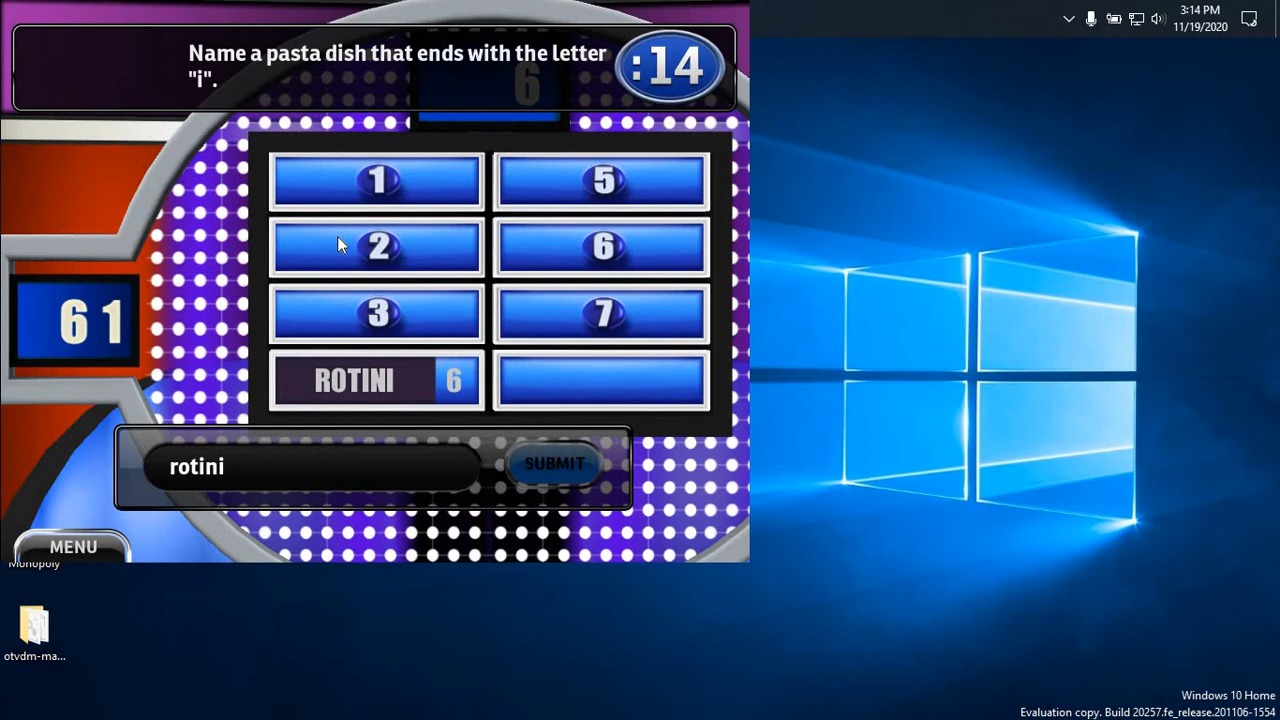 Name a pasta dish that ends with the letter
"i".
:14
6
1
5
2
6
3
7
ROTINI 6
61
rotini
SUBMIT
MENU
Monopoly
otvdm-ma...
3:14 PM
11/19/2020
Windows 10 Home
Evaluation copy. Build 20257.fe_release.201106-1554